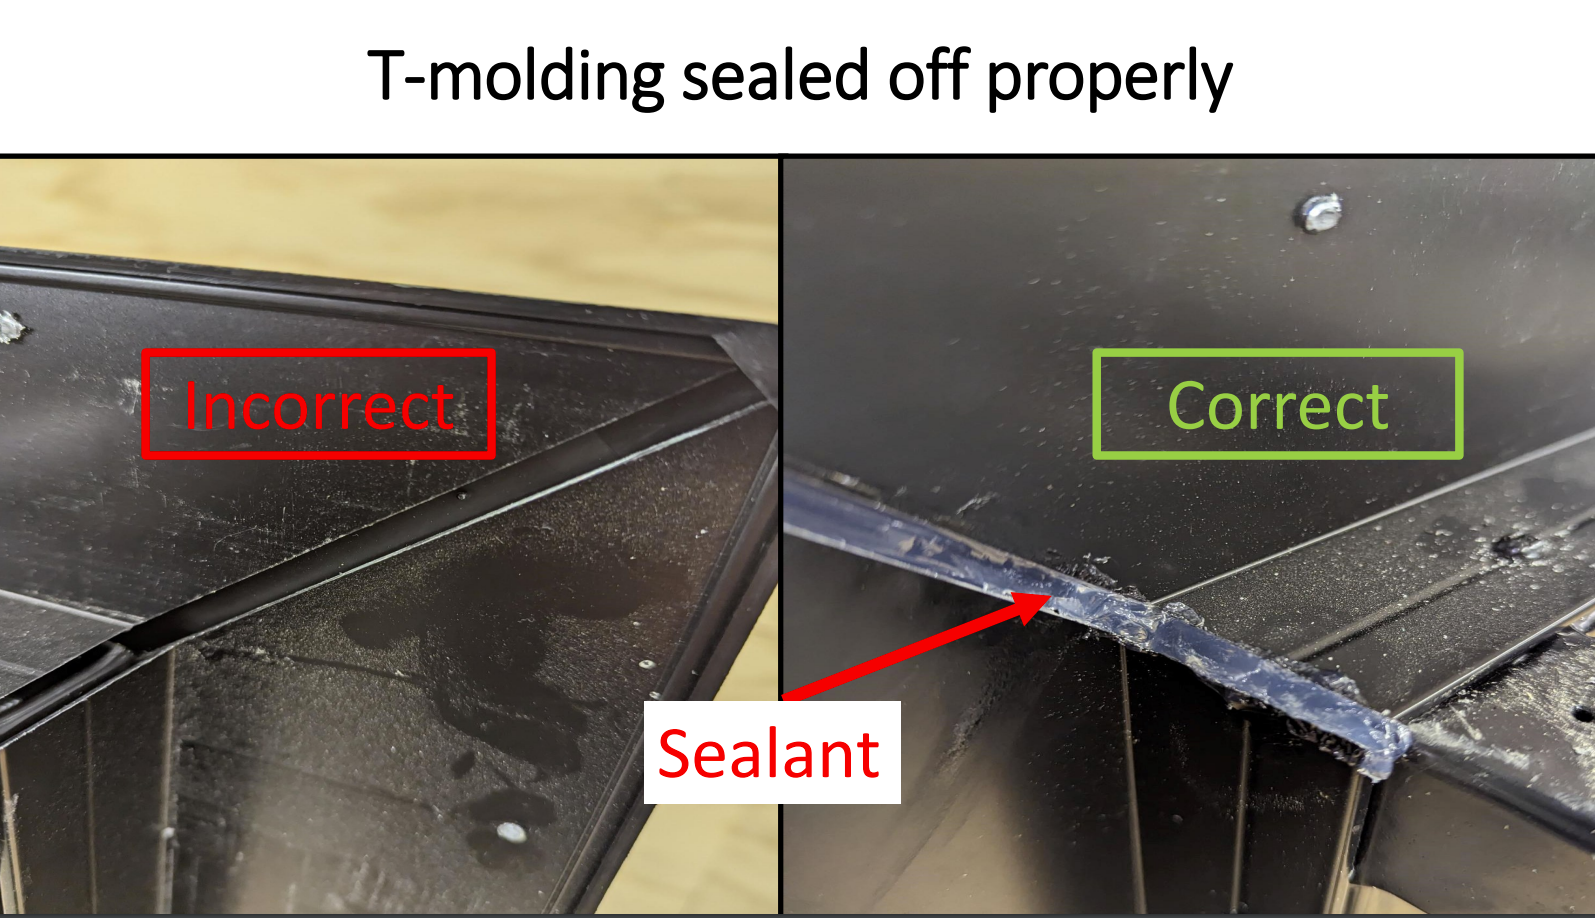 T-molding sealed off properly
Incorrect
Correct
Sealant